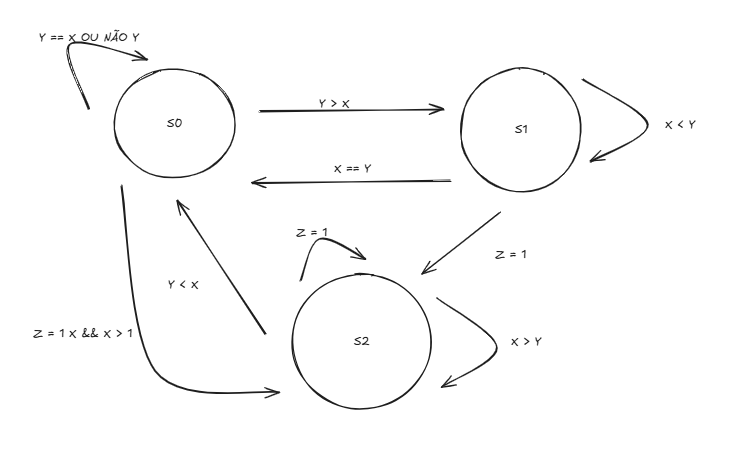 Y == X OU NÃO Y
S0
Y > X
S1
X < Y
X == Y
Z = 1
Z = 1
Y < X
Z = 1 X && X > 1
S2
X > Y